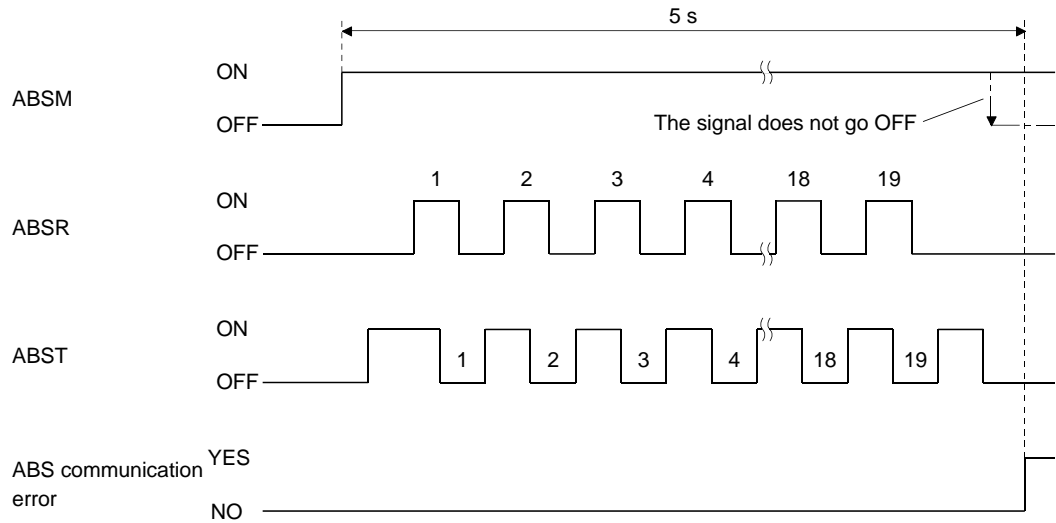 5 s
ABSM
ON
OFF
The signal does not go OFF
ABSR
ON
OFF
1 2 3 4 18 19
ABST
ON
OFF
1 2 3 4 18 19
ABS communication
error
YES
NO